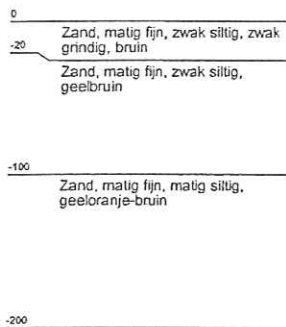 0
Zand, matig fijn, zwak siltig, zwak
grindig, bruin
-20
Zand, matig fijn, zwak siltig,
geelbruin
-100
Zand, matig fijn, matig siltig,
geeloranje-bruin
-200